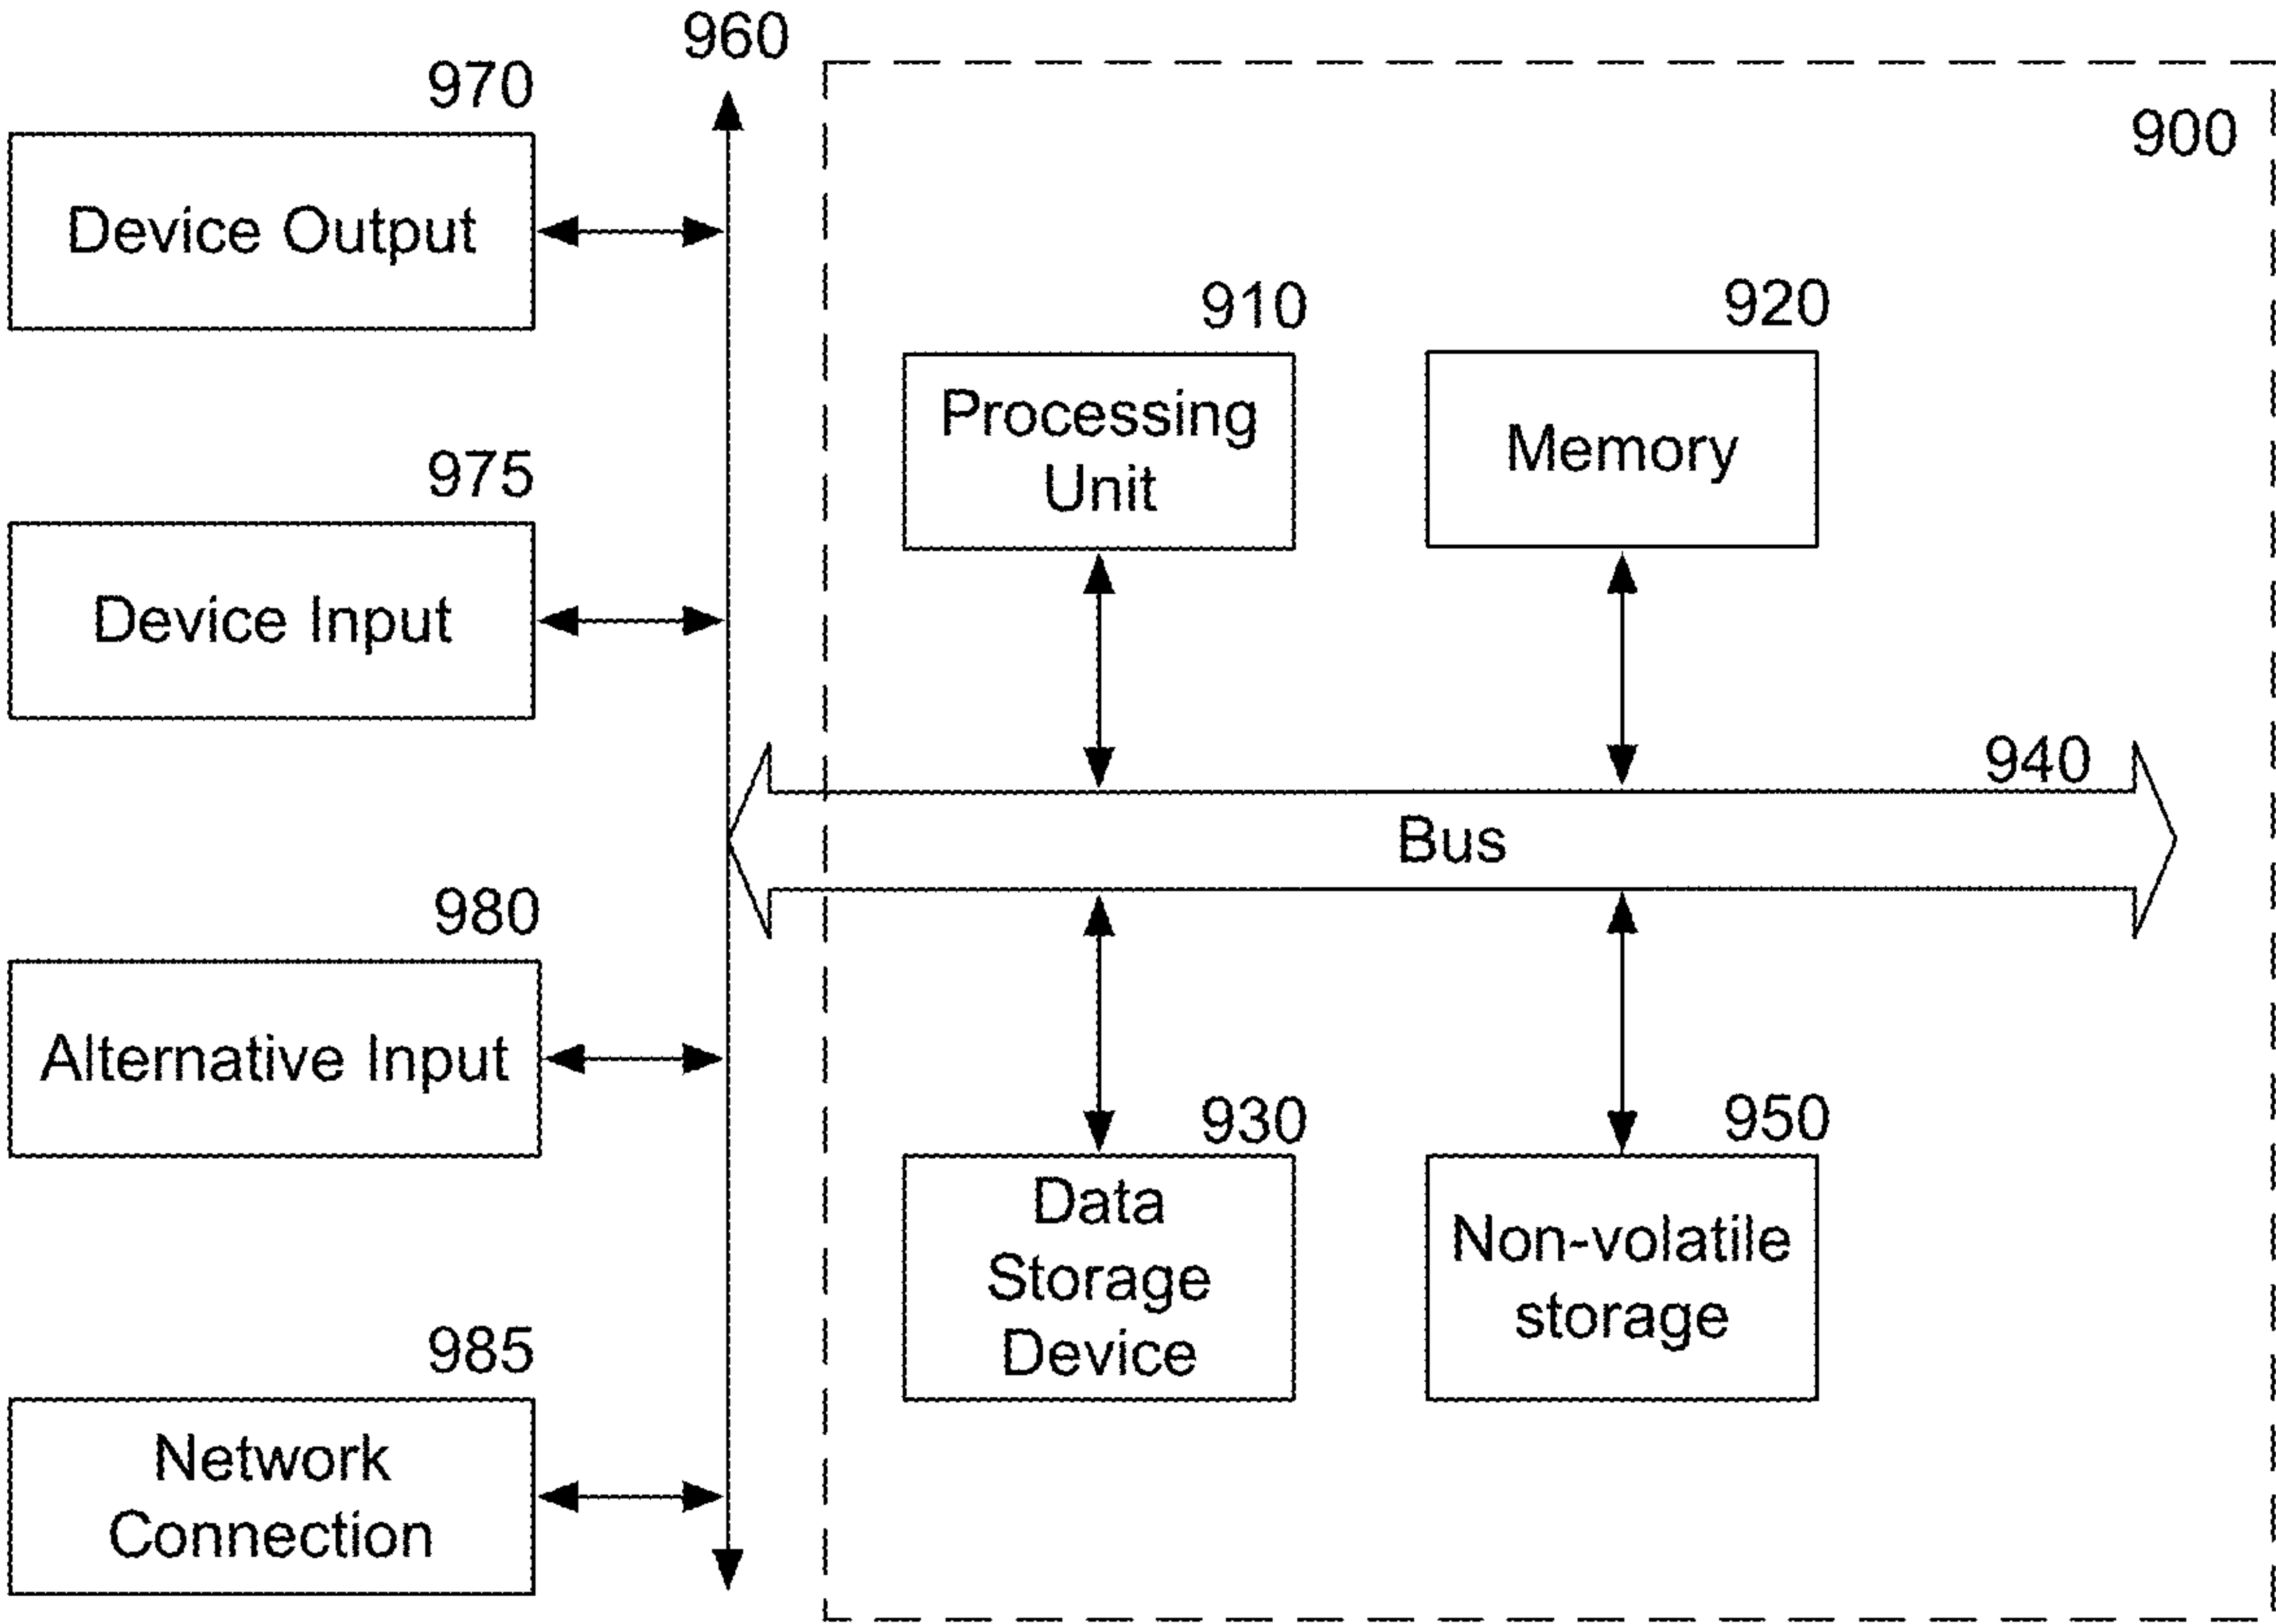 960
970
Device Output
975
Device Input
980
Alternative Input
985
Network
Connection
900
910
Processing
Unit
920
Memory
940
Bus
930
Data
Storage
Device
950
Non-volatile
storage